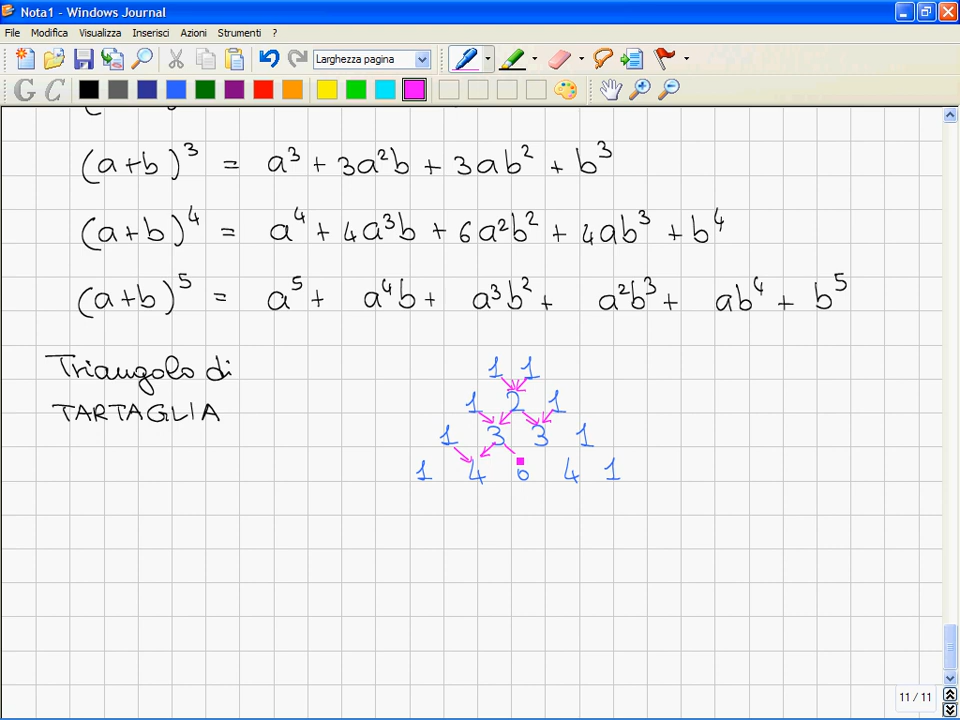 Nota1 - Windows Journal
File Modifica Visualizza Inserisci Azioni Strumenti ?
Larghezza pagina
(a+b)³ = a³ + 3a²b + 3ab² + b³
(a+b)⁴ = a⁴ + 4a³b + 6a²b² + 4ab³ + b⁴
(a+b)⁵ = a⁵ + a⁴b + a³b² + a²b³ + ab⁴ + b⁵
Triangolo di
TARTAGLIA
1 1
1 2 1
1 3 3 1
1 4 6 4 1
11 / 11